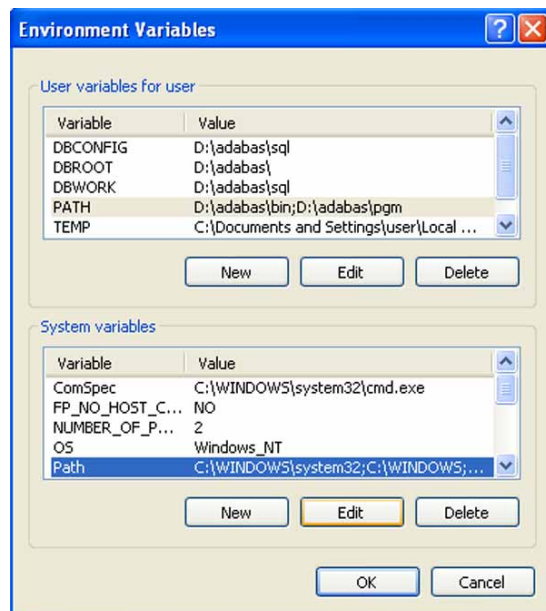 Environment Variables
User variables for user
Variable Value
DBCONFIG D:\adabas\sql
DBROOT D:\adabas\
DBWORK D:\adabas\sql
PATH D:\adabas\bin;D:\adabas\pgm
TEMP C:\Documents and Settings\user\Local ...
New Edit Delete
System variables
Variable Value
ComSpec C:\WINDOWS\system32\cmd.exe
FP_NO_HOST_C... NO
NUMBER_OF_P... 2
OS Windows_NT
Path C:\WINDOWS\system32;C:\WINDOWS;...
New Edit Delete
OK Cancel